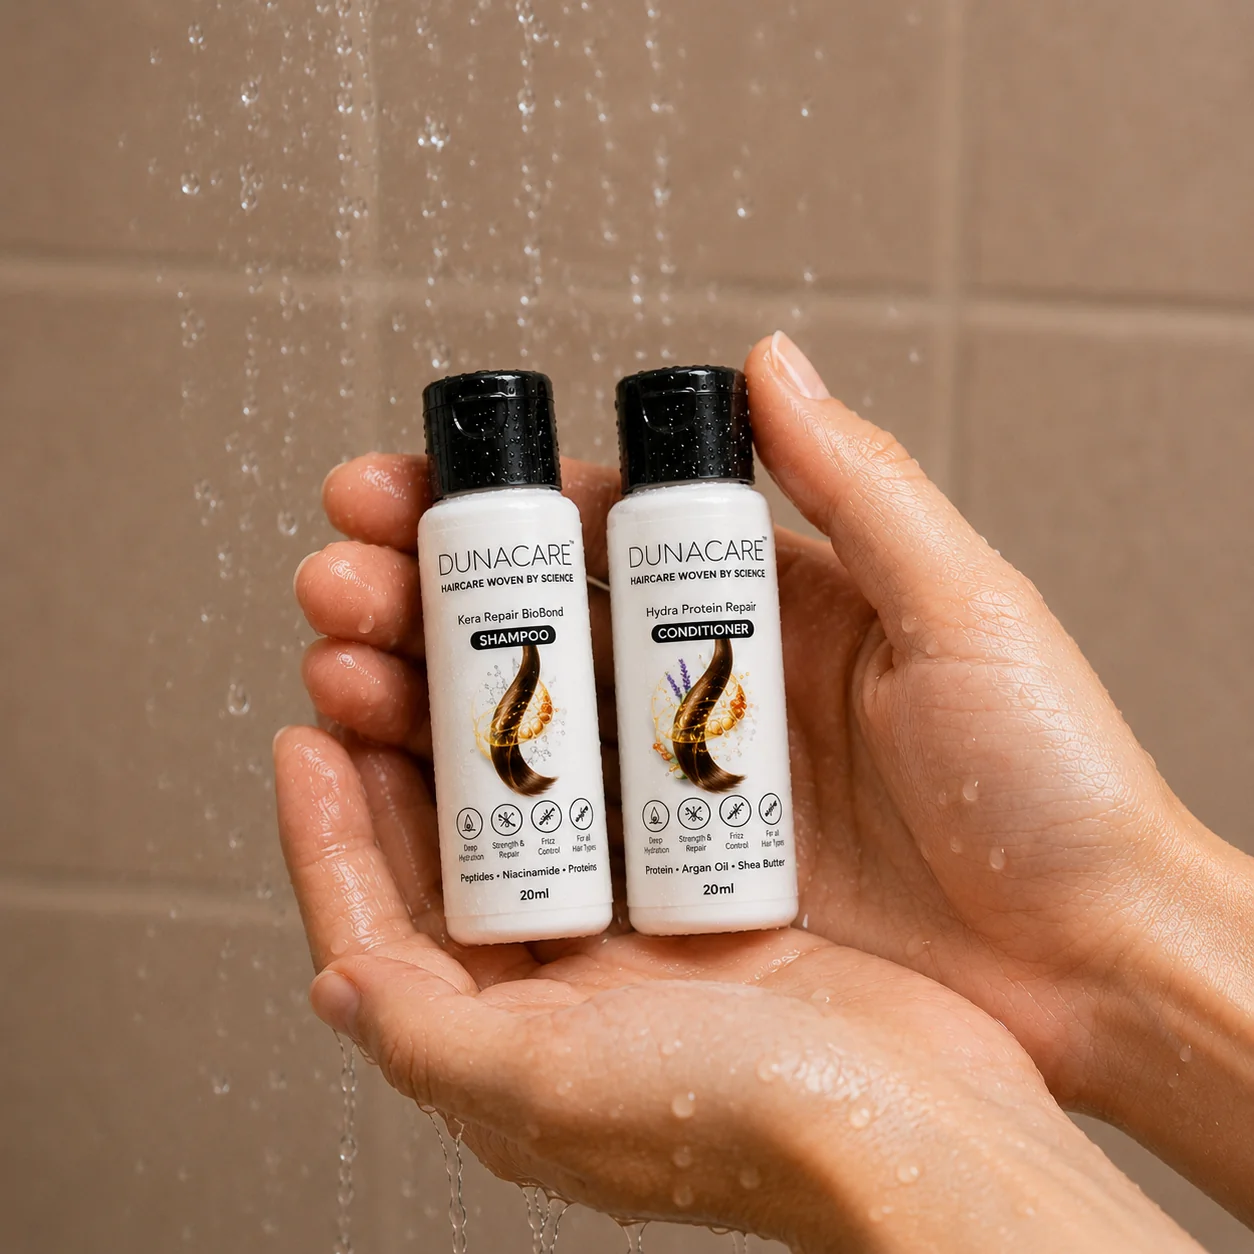 DUNACARE™
HAIRCARE WOVEN BY SCIENCE
Kera Repair BioBond
SHAMPOO
Deep Hydration
Strength & Repair
Frizz Control
For all Hair Types
Peptides • Niacinamide • Proteins
20ml
DUNACARE™
HAIRCARE WOVEN BY SCIENCE
Hydra Protein Repair
CONDITIONER
Deep Hydration
Strength & Repair
Frizz Control
For all Hair Types
Protein • Argan Oil • Shea Butter
20ml